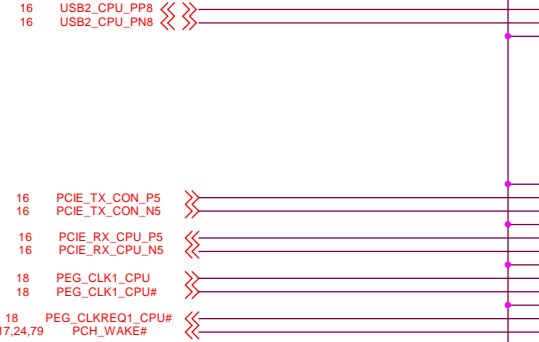 16 USB2_CPU_PP8
16 USB2_CPU_PN8
16 PCIE_TX_CON_P5
16 PCIE_TX_CON_N5
16 PCIE_RX_CPU_P5
16 PCIE_RX_CPU_N5
18 PEG_CLK1_CPU
18 PEG_CLK1_CPU#
18 PEG_CLKREQ1_CPU#
17,24,79 PCH_WAKE#